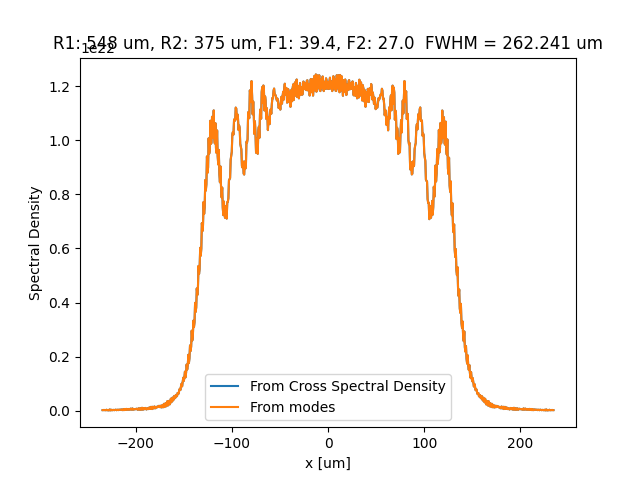 R1: 548 um, R2: 375 um, F1: 39.4, F2: 27.0  FWHM = 262.241 um
1e22
1.2
1.0
0.8
0.6
0.4
0.2
0.0
Spectral Density
From Cross Spectral Density
From modes
−200
−100
0
100
200
x [um]